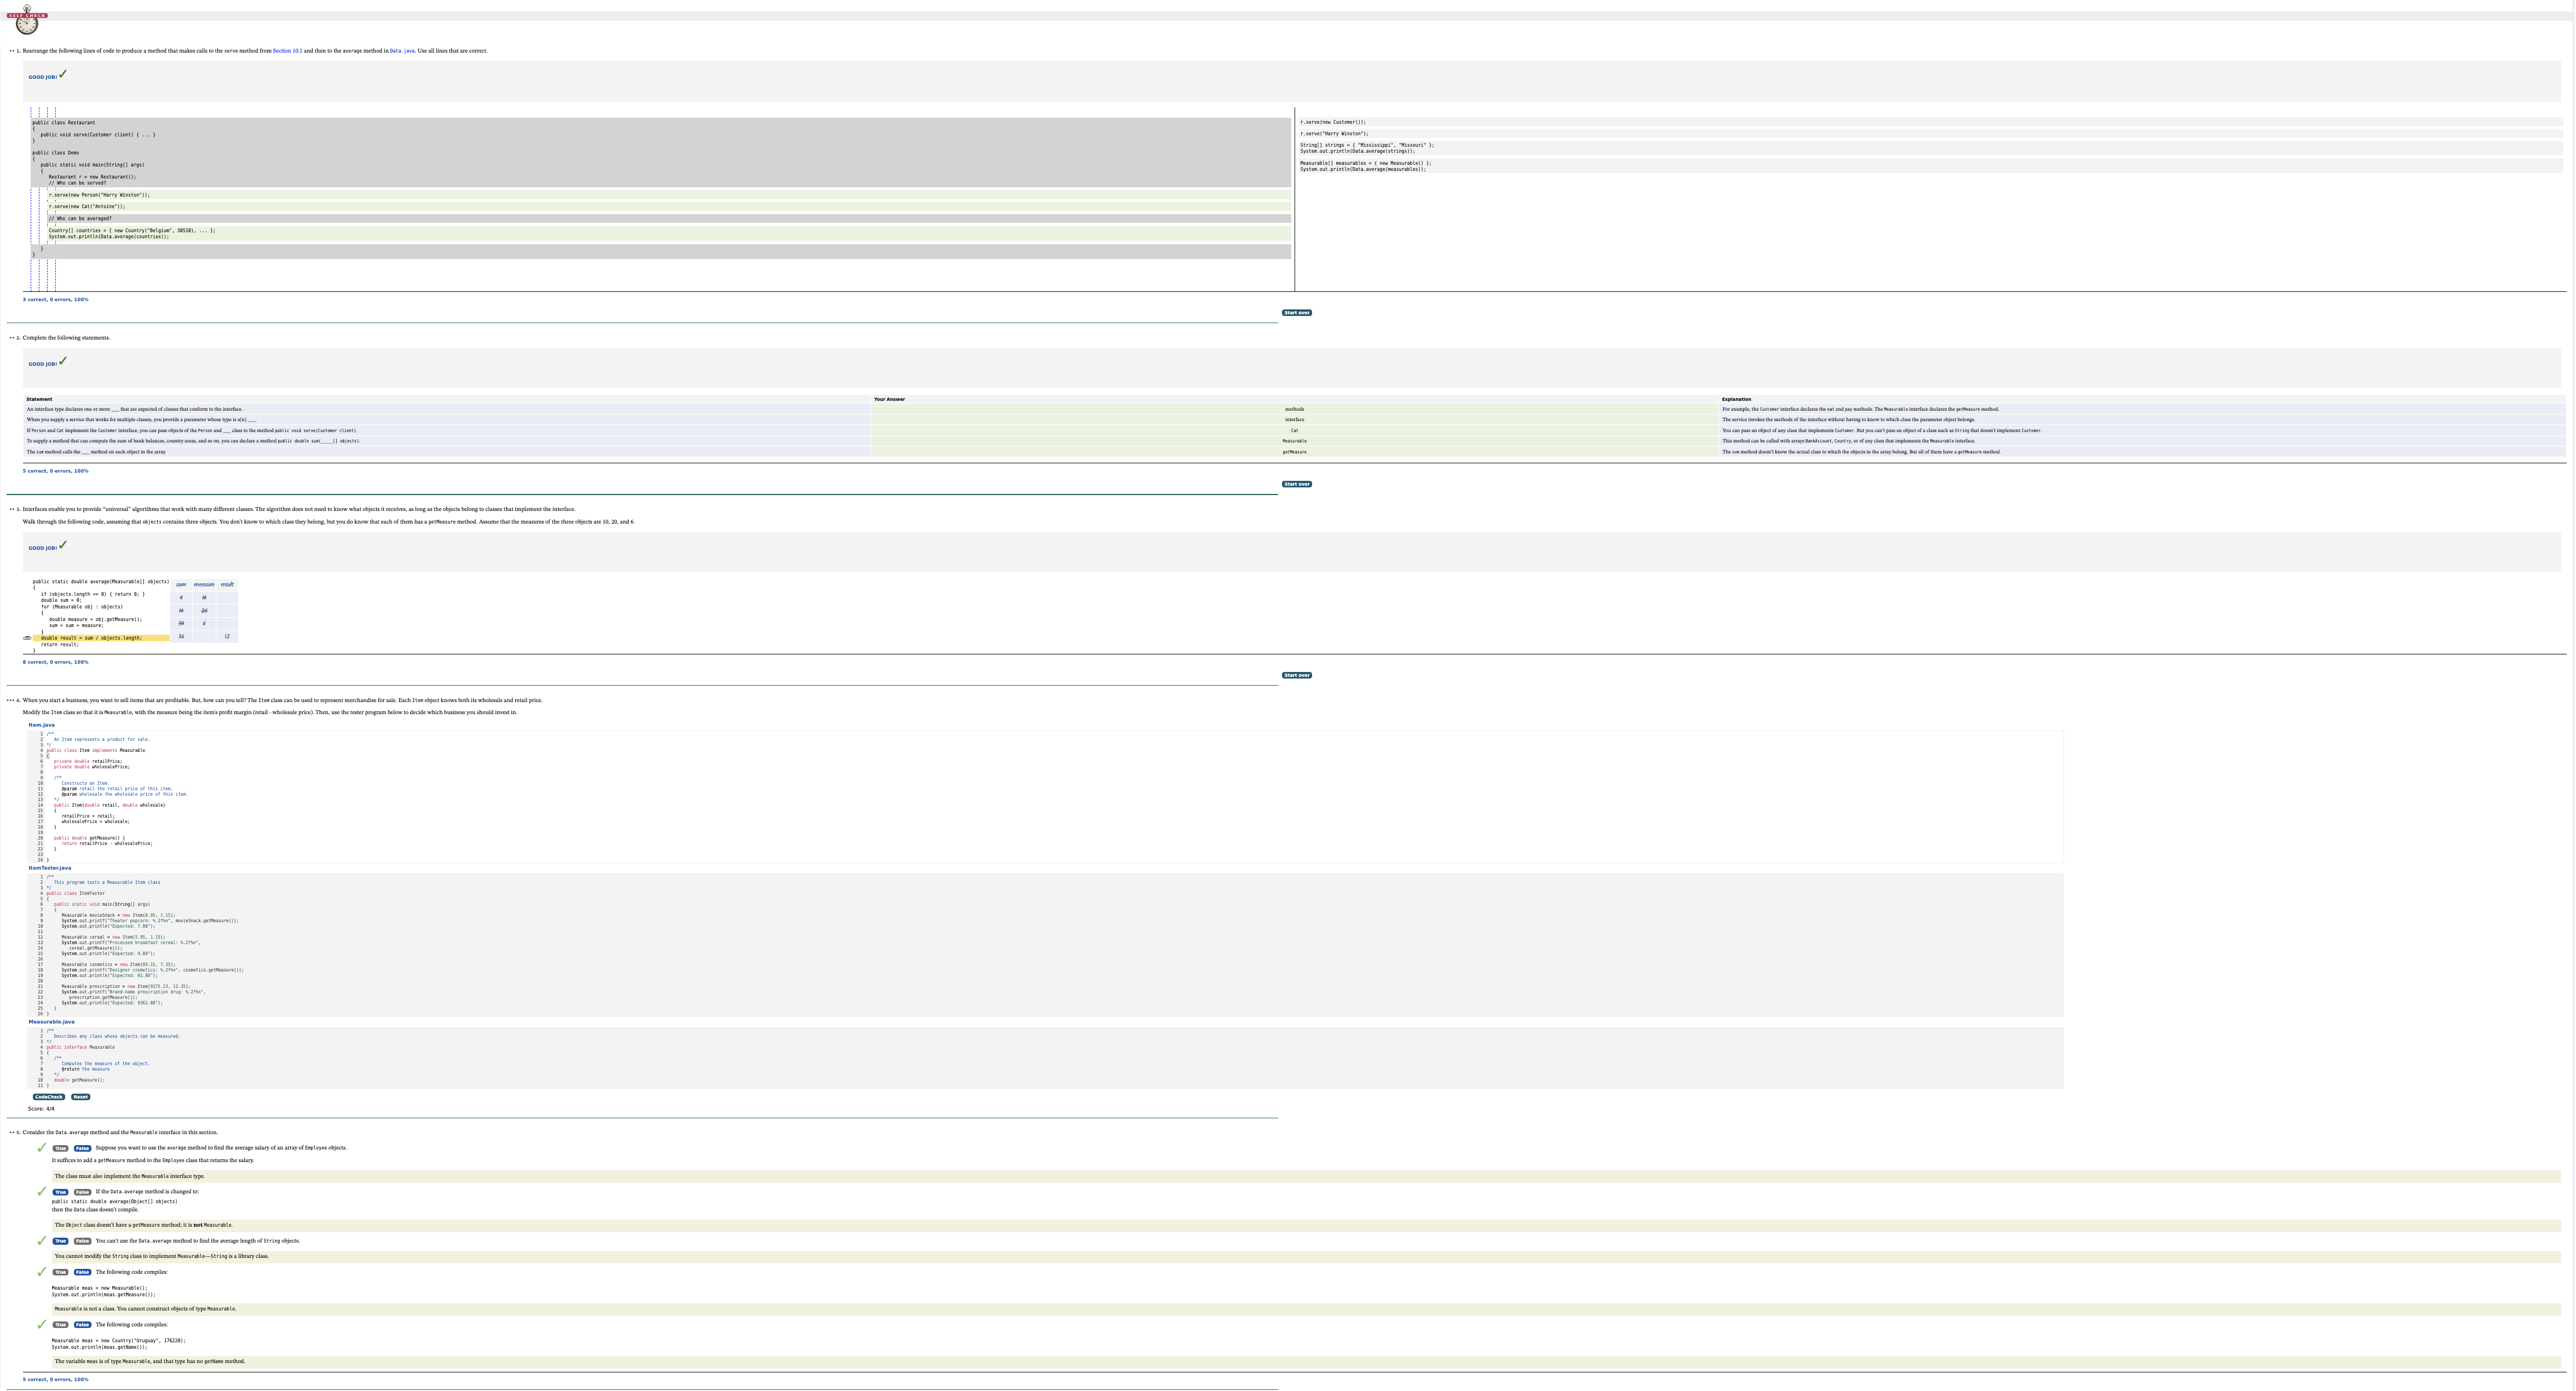 SELF CHECK
•• 1. Rearrange the following lines of code to produce a method that makes calls to the serve method from Section 10.1 and then to the average method in Data.java. Use all lines that are correct.
GOOD JOB!
public class Restaurant
{
public void serve(Customer client) { ... }
}
public class Demo
{
public static void main(String[] args)
{
Restaurant r = new Restaurant();
// Who can be served?
r.serve(new Person("Harry Winston"));
r.serve(new Cat("Antoine"));
// Who can be averaged?
Country[] countries = { new Country("Belgium", 30510), ... };
System.out.println(Data.average(countries));
}
}
r.serve(new Customer());
r.serve("Harry Winston");
String[] strings = { "Mississippi", "Missouri" };
System.out.println(Data.average(strings));
Measurable[] measurables = { new Measurable() };
System.out.println(Data.average(measurables));
3 correct, 0 errors, 100%
Start over
•• 2. Complete the following statements.
GOOD JOB!
Statement Your Answer Explanation
An interface type declares one or more ___ that are expected of classes that conform to the interface. methods For example, the Customer interface declares the eat and pay methods. The Measurable interface declares the getMeasure method.
When you supply a service that works for multiple classes, you provide a parameter whose type is a(n) ___. interface The service invokes the methods of the interface without having to know to which class the parameter object belongs.
If Person and Cat implement the Customer interface, you can pass objects of the Person and ___ class to the method public void serve(Customer client). Cat You can pass an object of any class that implements Customer. But you can't pass an object of a class such as String that doesn't implement Customer.
To supply a method that can compute the sum of bank balances, country areas, and so on, you can declare a method public double sum(____[] objects). Measurable This method can be called with arrays BankAccount, Country, or of any class that implements the Measurable interface.
The sum method calls the ___ method on each object in the array. getMeasure The sum method doesn't know the actual class to which the objects in the array belong. But all of them have a getMeasure method.
5 correct, 0 errors, 100%
Start over
•• 3. Interfaces enable you to provide "universal" algorithms that work with many different classes. The algorithm does not need to know what objects it receives, as long as the objects belong to classes that implement the interface.
Walk through the following code, assuming that objects contains three objects. You don't know to which class they belong, but you do know that each of them has a getMeasure method. Assume that the measures of the three objects are 10, 20, and 6.
GOOD JOB!
public static double average(Measurable[] objects)
{
if (objects.length == 0) { return 0; }
double sum = 0;
for (Measurable obj : objects)
{
double measure = obj.getMeasure();
sum = sum + measure;
}
double result = sum / objects.length;
return result;
}
sum measure result
0 10
10 20
30 6
36 12
8 correct, 0 errors, 100%
Start over
••• 4. When you start a business, you want to sell items that are profitable. But, how can you tell? The Item class can be used to represent merchandise for sale. Each Item object knows both its wholesale and retail price.
Modify the Item class so that it is Measurable, with the measure being the item's profit margin (retail - wholesale price). Then, use the tester program below to decide which business you should invest in.
Item.java
1 /**
2 An Item represents a product for sale.
3 */
4 public class Item implements Measurable
5 {
6 private double retailPrice;
7 private double wholesalePrice;
8
9 /**
10 Constructs an Item.
11 @param retail the retail price of this item.
12 @param wholesale the wholesale price of this item.
13 */
14 public Item(double retail, double wholesale)
15 {
16 retailPrice = retail;
17 wholesalePrice = wholesale;
18 }
19
20 public double getMeasure() {
21 return retailPrice - wholesalePrice;
22 }
23
24 }
ItemTester.java
1 /**
2 This program tests a Measurable Item class
3 */
4 public class ItemTester
5 {
6 public static void main(String[] args)
7 {
8 Measurable movieSnack = new Item(8.95, 1.15);
9 System.out.printf("Theater popcorn: %.2f%n", movieSnack.getMeasure());
10 System.out.println("Expected: 7.80");
11
12 Measurable cereal = new Item(5.95, 1.15);
13 System.out.printf("Processed breakfast cereal: %.2f%n",
14 cereal.getMeasure());
15 System.out.println("Expected: 4.80");
16
17 Measurable cosmetics = new Item(89.15, 7.35);
18 System.out.printf("Designer cosmetics: %.2f%n", cosmetics.getMeasure());
19 System.out.println("Expected: 81.80");
20
21 Measurable prescription = new Item(9375.23, 12.35);
22 System.out.printf("Brand-name prescription drug: %.2f%n",
23 prescription.getMeasure());
24 System.out.println("Expected: 9362.88");
25 }
26 }
Measurable.java
1 /**
2 Describes any class whose objects can be measured.
3 */
4 public interface Measurable
5 {
6 /**
7 Computes the measure of the object.
8 @return the measure
9 */
10 double getMeasure();
11 }
CodeCheck Reset
Score: 4/4
•• 5. Consider the Data.average method and the Measurable interface in this section.
True False Suppose you want to use the average method to find the average salary of an array of Employee objects.
It suffices to add a getMeasure method to the Employee class that returns the salary.
The class must also implement the Measurable interface type.
True False If the Data.average method is changed to:
public static double average(Object[] objects)
then the Data class doesn't compile.
The Object class doesn't have a getMeasure method; it is not Measurable.
True False You can't use the Data.average method to find the average length of String objects.
You cannot modify the String class to implement Measurable—String is a library class.
True False The following code compiles:
Measurable meas = new Measurable();
System.out.println(meas.getMeasure());
Measurable is not a class. You cannot construct objects of type Measurable.
True False The following code compiles:
Measurable meas = new Country("Uruguay", 176220);
System.out.println(meas.getName());
The variable meas is of type Measurable, and that type has no getName method.
5 correct, 0 errors, 100%